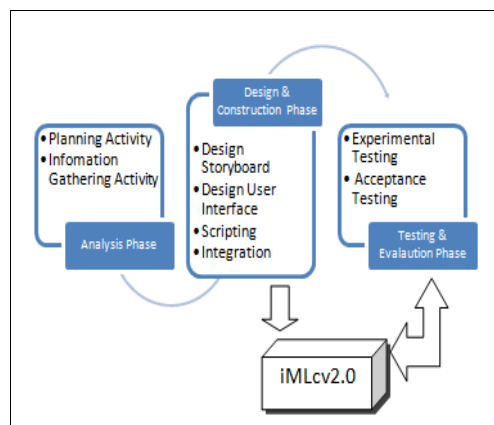 • Planning Activity
• Infomation
Gathering Activity
Analysis Phase
Design &
Construction Phase
• Design
Storyboard
• Design User
Interface
• Scripting
• Integration
• Experimental
Testing
• Acceptance
Testing
Testing &
Evalaution Phase
iMLcv2.0